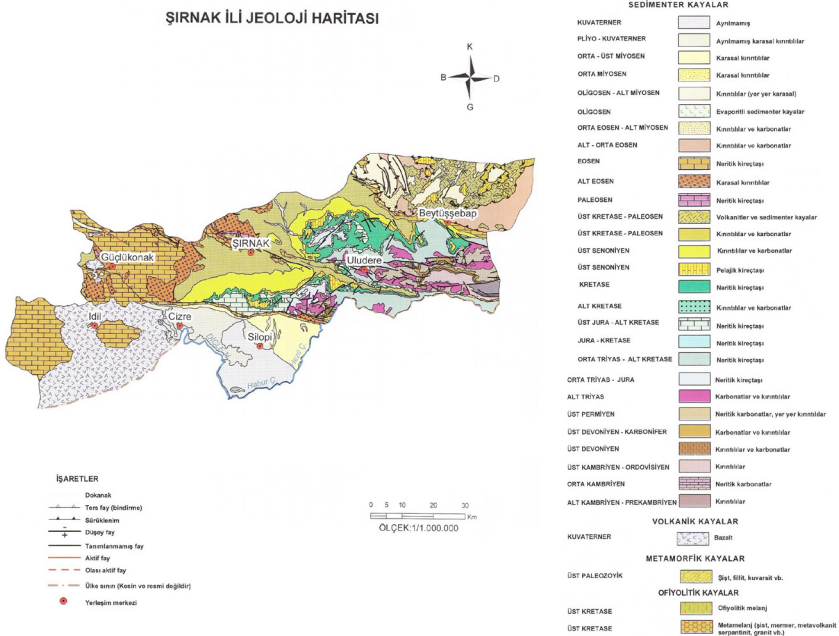 ŞIRNAK İLİ JEOLOJİ HARİTASI
K
B
D
G
Beytüşşebap
ŞIRNAK
Güçlükonak
Uludere
İdil
Cizre
Silopi
Habur Ç.
İŞARETLER
Dokanak
Ters fay (bindirme)
Sürüklenim
Düşey fay
Tanımlanmamış fay
Aktif fay
Olası aktif fay
Ülke sınırı (Kesin ve resmi değildir)
Yerleşim merkezi
0 5 10 20 30
Km
ÖLÇEK:1/1.000.000
SEDİMENTER KAYALAR
KUVATERNER Ayrılmamış
PLİYO - KUVATERNER Ayrılmamış karasal kırıntılılar
ORTA - ÜST MİYOSEN Karasal kırıntılılar
ORTA MİYOSEN Karasal kırıntılılar
OLİGOSEN - ALT MİYOSEN Kırıntılılar (yer yer karasal)
OLİGOSEN Evaporitli sedimenter kayalar
ORTA EOSEN - ALT MİYOSEN Kırıntılılar ve karbonatlar
ALT - ORTA EOSEN Kırıntılılar ve karbonatlar
EOSEN Neritik kireçtaşı
ALT EOSEN Karasal kırıntılılar
PALEOSEN Neritik kireçtaşı
ÜST KRETASE - PALEOSEN Volkanitler ve sedimenter kayalar
ÜST KRETASE - PALEOSEN Kırıntılılar ve karbonatlar
ÜST SENONİYEN Kırıntılılar ve karbonatlar
ÜST SENONİYEN Pelajik kireçtaşı
KRETASE Neritik kireçtaşı
ALT KRETASE Kırıntılılar ve karbonatlar
ÜST JURA - ALT KRETASE Neritik kireçtaşı
JURA - KRETASE Neritik kireçtaşı
ORTA TRİYAS - ALT KRETASE Neritik kireçtaşı
ORTA TRİYAS - JURA Neritik kireçtaşı
ALT TRİYAS Karbonatlar ve kırıntılılar
ÜST PERMİYEN Neritik karbonatlar, yer yer kırıntılılar
ÜST DEVONİYEN - KARBONİFER Karbonatlar ve kırıntılılar
ÜST DEVONİYEN Kırıntılılar ve karbonatlar
ÜST KAMBRİYEN - ORDOVİSİYEN Kırıntılılar
ORTA KAMBRİYEN Neritik karbonatlar
ALT KAMBRİYEN - PREKAMBRİYEN Kırıntılılar
VOLKANİK KAYALAR
KUVATERNER Bazalt
METAMORFİK KAYALAR
ÜST PALEOZOYİK Şist, fillit, kuvarsit vb.
OFİYOLİTİK KAYALAR
ÜST KRETASE Ofiyolitik melanj
ÜST KRETASE Metamelanj (şist, mermer, metavolkanit
serpantinit, granit vb.)